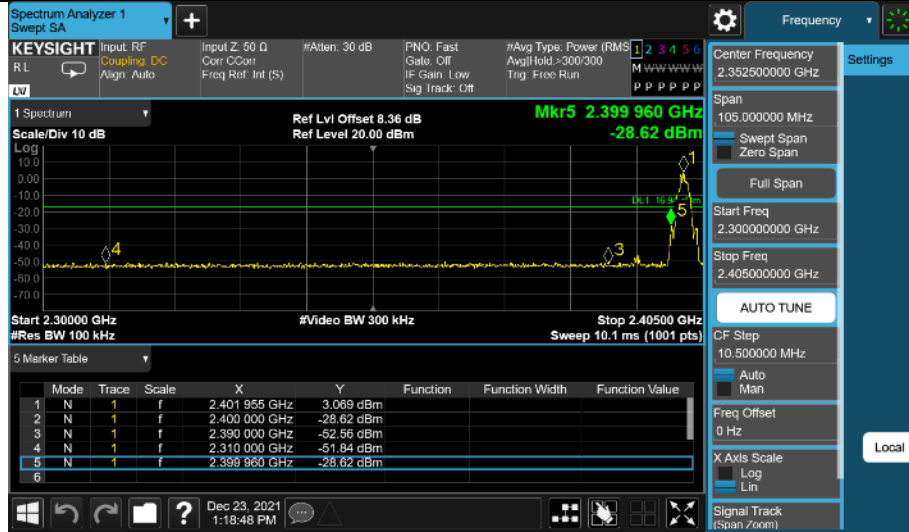 Spectrum Analyzer 1
Swept SA
+
Frequency
KEYSIGHT
RL
LXI
Input: RF
Coupling: DC
Align: Auto
Input Z: 50 Ω
Corr CCorr
Freq Ref: Int (S)
#Atten: 30 dB
PNO: Fast
Gate: Off
IF Gain: Low
Sig Track: Off
#Avg Type: Power (RMS
Avg|Hold:>300/300
Trig: Free Run
1 2 3 4 5 6
M W W W W W
P P P P P P
1 Spectrum
Scale/Div 10 dB
Ref Lvl Offset 8.36 dB
Ref Level 20.00 dBm
Mkr5 2.399 960 GHz
-28.62 dBm
Log
10.0
0.00
-10.0
-20.0
-30.0
-40.0
-50.0
-60.0
-70.0
1
5
3
4
Start 2.30000 GHz
#Res BW 100 kHz
#Video BW 300 kHz
Stop 2.40500 GHz
Sweep 10.1 ms (1001 pts)
5 Marker Table
Mode Trace Scale X Y Function Function Width Function Value
1 N 1 f 2.401 955 GHz 3.069 dBm
2 N 1 f 2.400 000 GHz -28.62 dBm
3 N 1 f 2.390 000 GHz -52.56 dBm
4 N 1 f 2.310 000 GHz -51.84 dBm
5 N 1 f 2.399 960 GHz -28.62 dBm
6
?
Dec 23, 2021
1:18:48 PM
Center Frequency
2.352500000 GHz
Span
105.000000 MHz
Swept Span
Zero Span
Full Span
Start Freq
2.300000000 GHz
Stop Freq
2.405000000 GHz
AUTO TUNE
CF Step
10.500000 MHz
Auto
Man
Freq Offset
0 Hz
X Axis Scale
Log
Lin
Signal Track
(Span Zoom)
Settings
Local